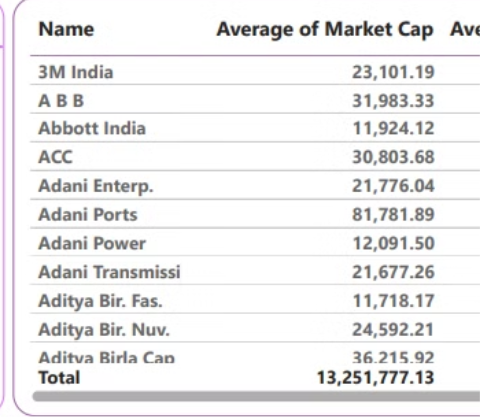 Name Average of Market Cap Ave
3M India 23,101.19
A B B 31,983.33
Abbott India 11,924.12
ACC 30,803.68
Adani Enterp. 21,776.04
Adani Ports 81,781.89
Adani Power 12,091.50
Adani Transmissi 21,677.26
Aditya Bir. Fas. 11,718.17
Aditya Bir. Nuv. 24,592.21
Aditya Birla Cap 36,215.92
Total 13,251,777.13